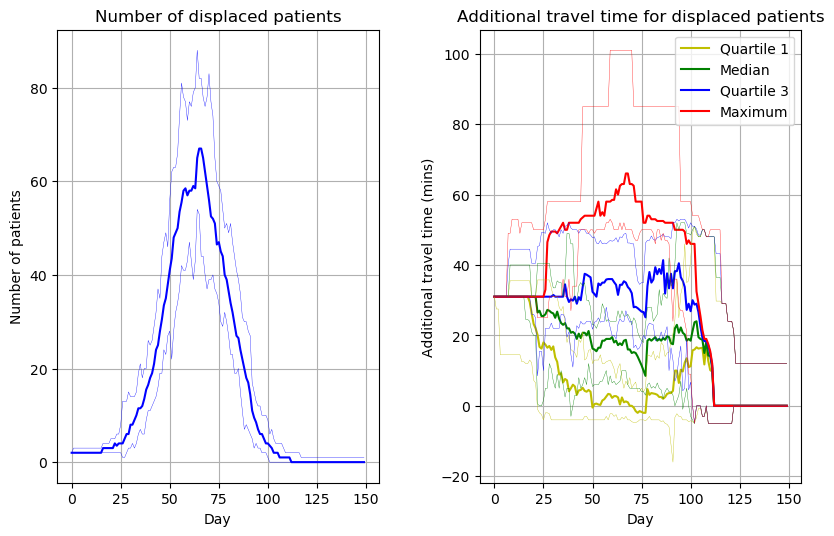 Number of displaced patients
Number of patients
80
60
40
20
0
0 25 50 75 100 125 150
Day
Additional travel time for displaced patients
Additional travel time (mins)
100
80
60
40
20
0
−20
Quartile 1
Median
Quartile 3
Maximum
0 25 50 75 100 125 150
Day